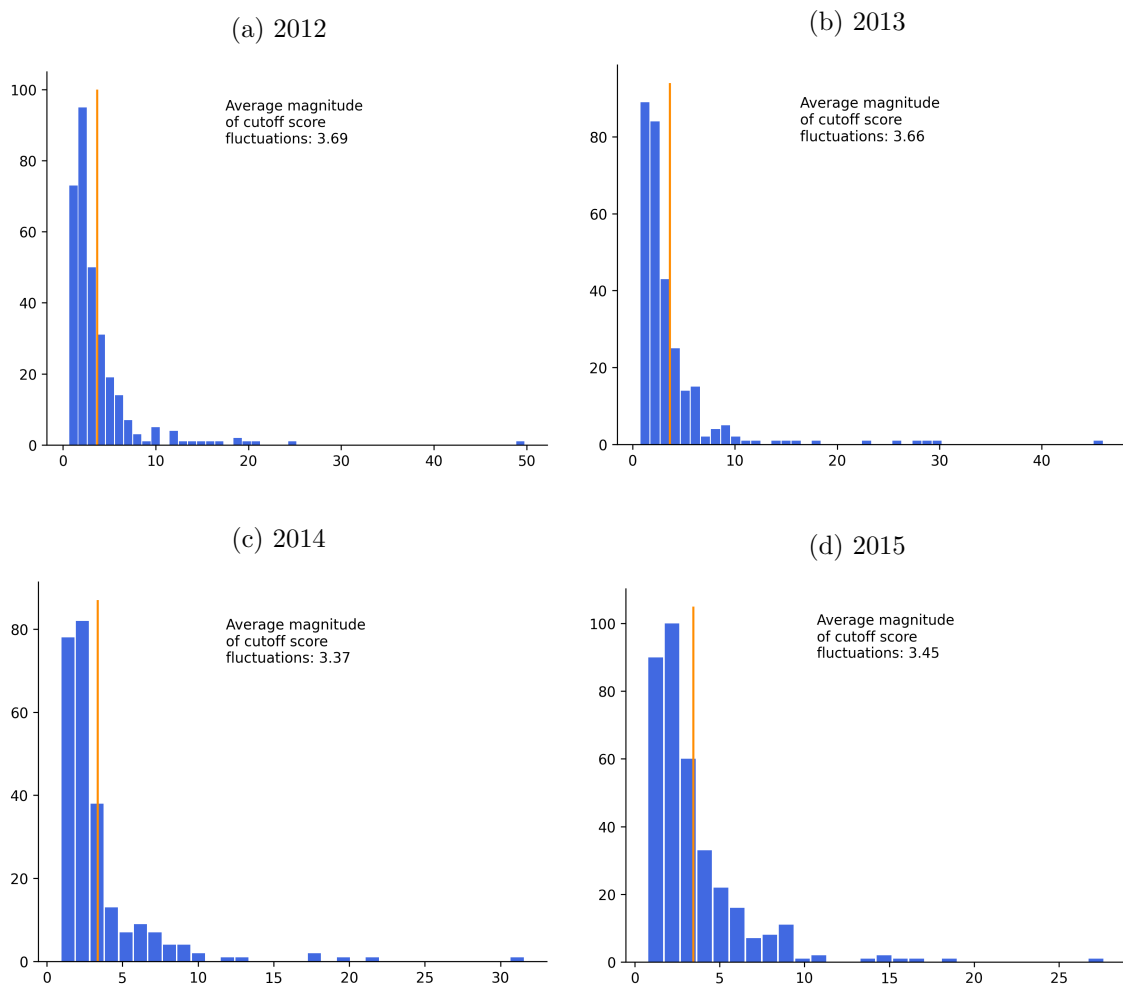 (a) 2012
100
80
60
40
20
0
Average magnitude
of cutoff score
fluctuations: 3.69
0 10 20 30 40 50
(b) 2013
80
60
40
20
0
Average magnitude
of cutoff score
fluctuations: 3.66
0 10 20 30 40
(c) 2014
80
60
40
20
0
Average magnitude
of cutoff score
fluctuations: 3.37
0 5 10 15 20 25 30
(d) 2015
100
80
60
40
20
0
Average magnitude
of cutoff score
fluctuations: 3.45
0 5 10 15 20 25